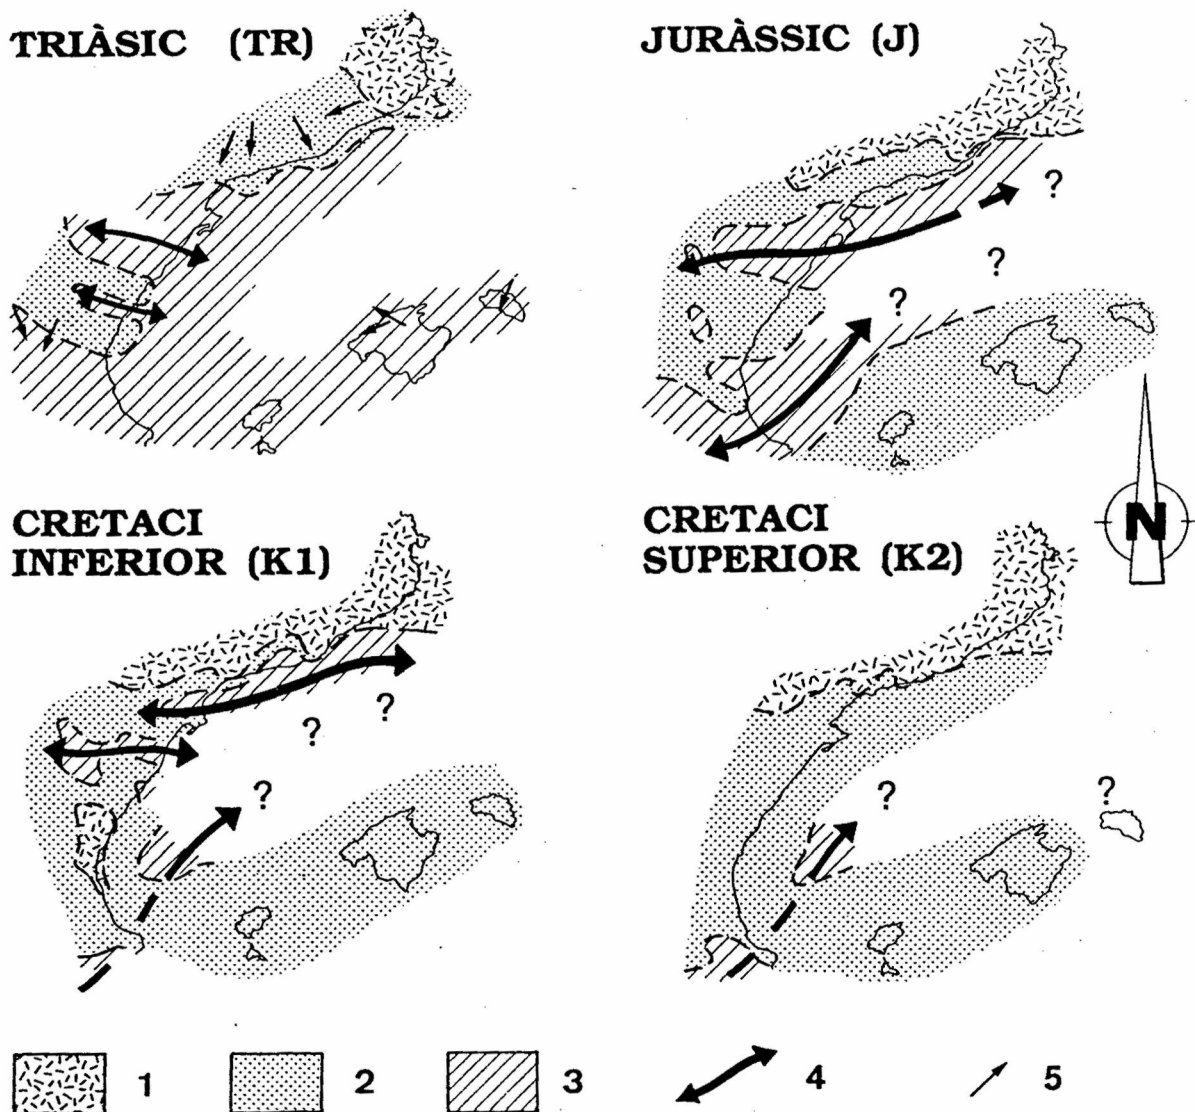 TRIÀSIC (TR)
JURÀSSIC (J)
?
?
?
CRETACI
INFERIOR (K1)
?
?
?
CRETACI
SUPERIOR (K2)
?
?
N
1
2
3
4
5